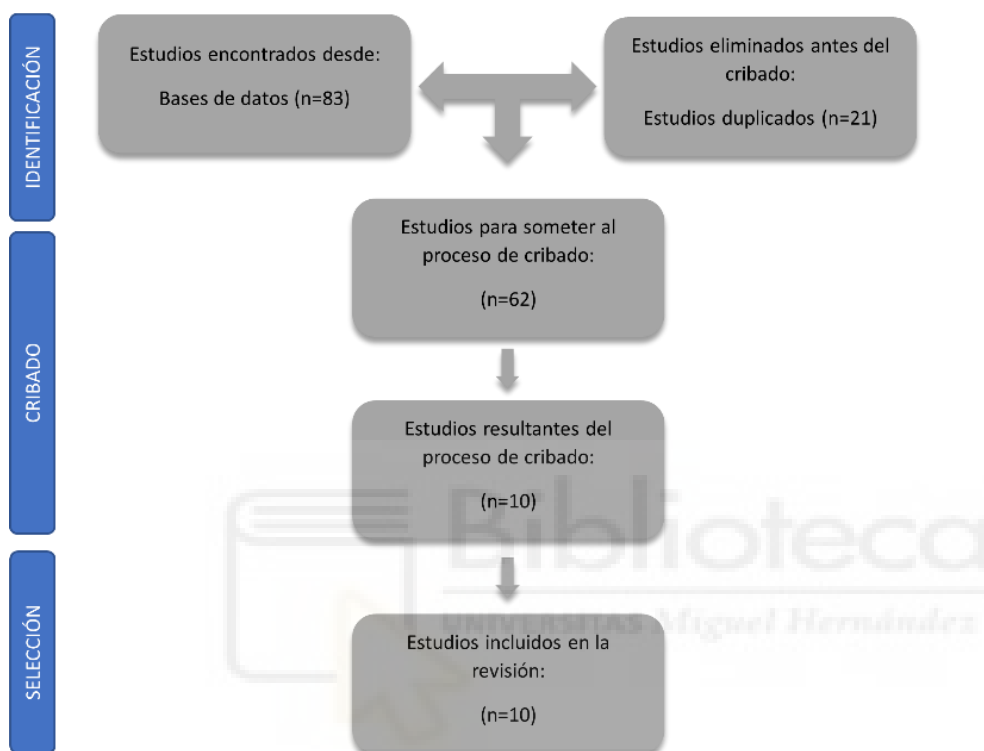 IDENTIFICACIÓN
Estudios encontrados desde:
Bases de datos (n=83)
Estudios eliminados antes del
cribado:
Estudios duplicados (n=21)
CRIBADO
Estudios para someter al
proceso de cribado:
(n=62)
Estudios resultantes del
proceso de cribado:
(n=10)
SELECCIÓN
Estudios incluidos en la
revisión:
(n=10)
Biblioteca
UNIVERSITAS Miguel Hernández